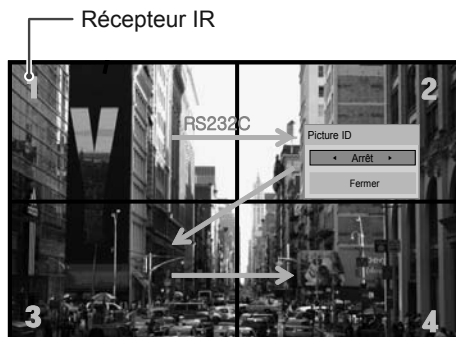 Récepteur IR
1
2
RS232C
Picture ID
Arrêt
Fermer
3
4